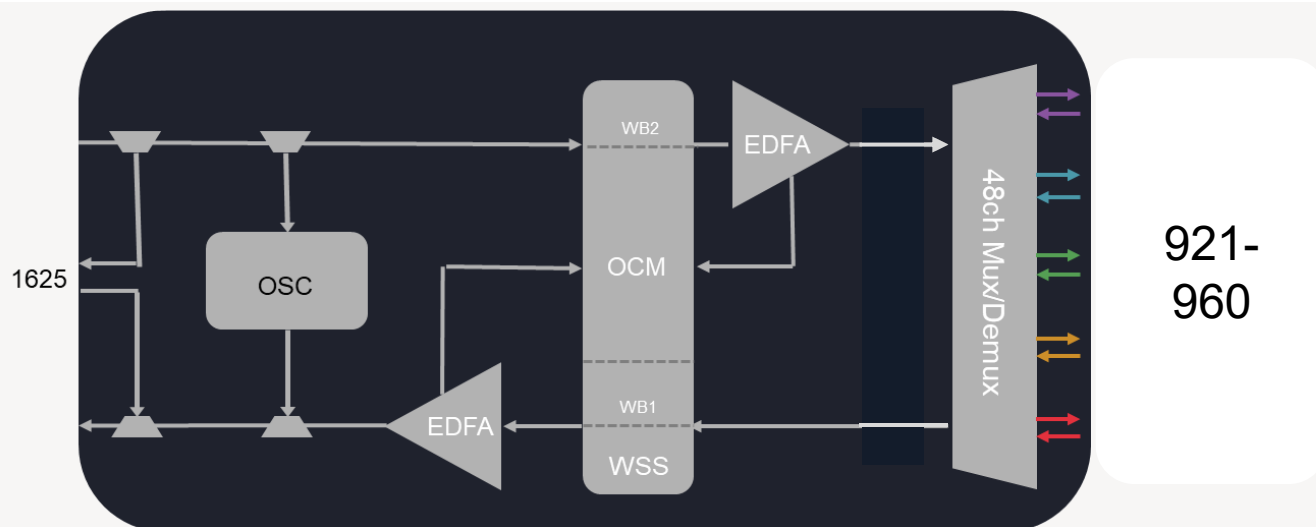 WB2
EDFA
48ch Mux/Demux
921-
960
OCM
1625
OSC
WB1
EDFA
WSS